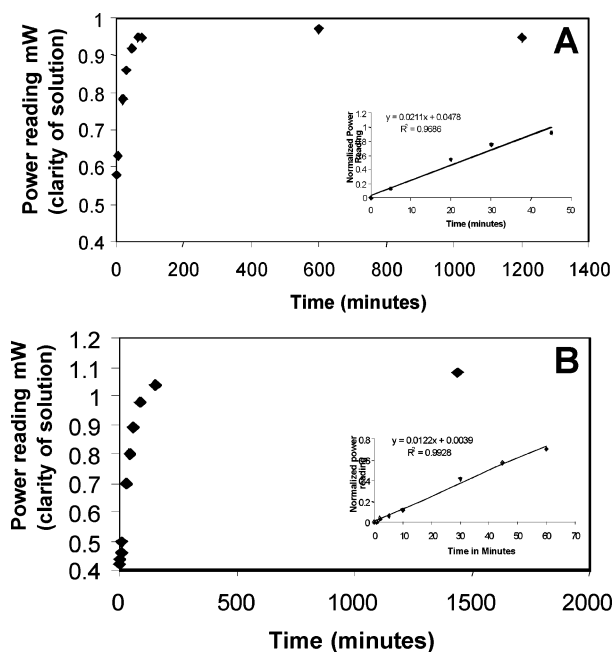 A
Power reading mW
(clarity of solution)
1
0.9
0.8
0.7
0.6
0.5
0.4
0 200 400 600 800 1000 1200 1400
Time (minutes)
y = 0.0211x + 0.0478
R² = 0.9686
Normalized Power
Reading
1.2
1
0.8
0.6
0.4
0.2
0
0 10 20 30 40 50
Time (minutes)
B
Power reading mW
(clarity of solution)
1.2
1.1
1
0.9
0.8
0.7
0.6
0.5
0.4
0 500 1000 1500 2000
Time (minutes)
y = 0.0122x + 0.0039
R² = 0.9928
Normalized power
reading
0.8
0.6
0.4
0.2
0
0 10 20 30 40 50 60 70
Time in Minutes